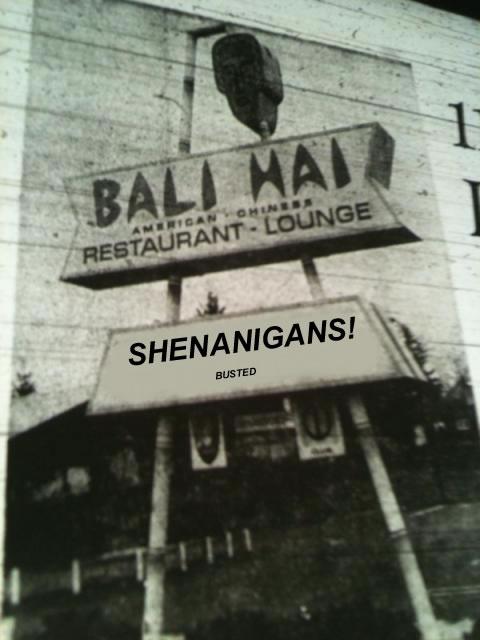 BALI HAI
AMERICAN - CHINESE
RESTAURANT - LOUNGE
SHENANIGANS!
BUSTED